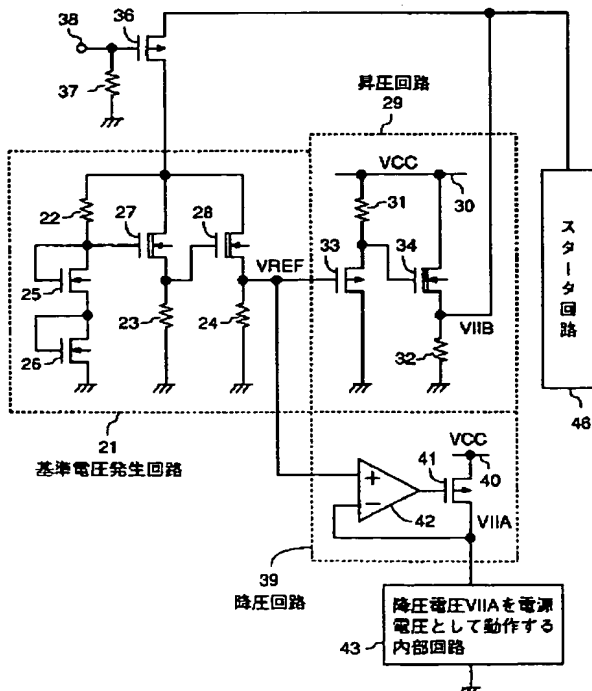 38
36
37
昇圧回路
29
VCC
30
31
22
27
28
33
34
VREF
25
23
24
VIIB
32
26
スタータ回路
46
21
基準電圧発生回路
VCC
41
40
+
−
42
VIIA
39
降圧回路
降圧電圧VIIAを電源
電圧として動作する
内部回路
43